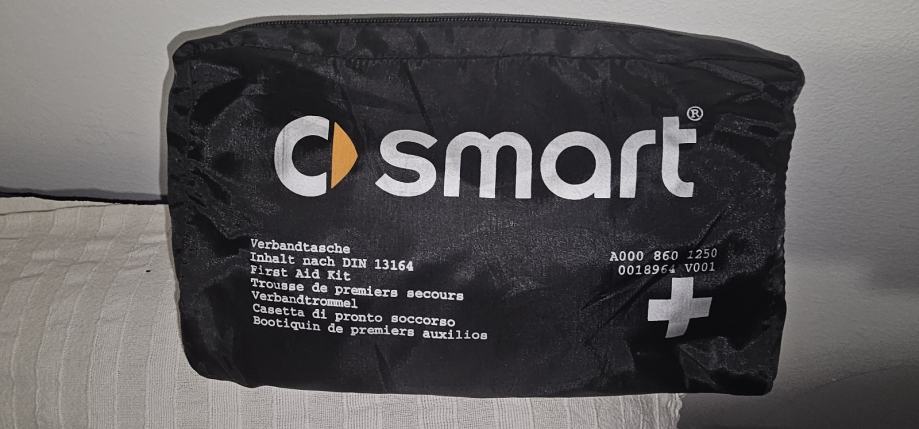 smart®
Verbandtasche
Inhalt nach DIN 13164
First Aid Kit
Trousse de premiers secours
Verbandtrommel
Casetta di pronto soccorso
Bootiquin de premiers auxilios
A000 860 1250
0018964 V001